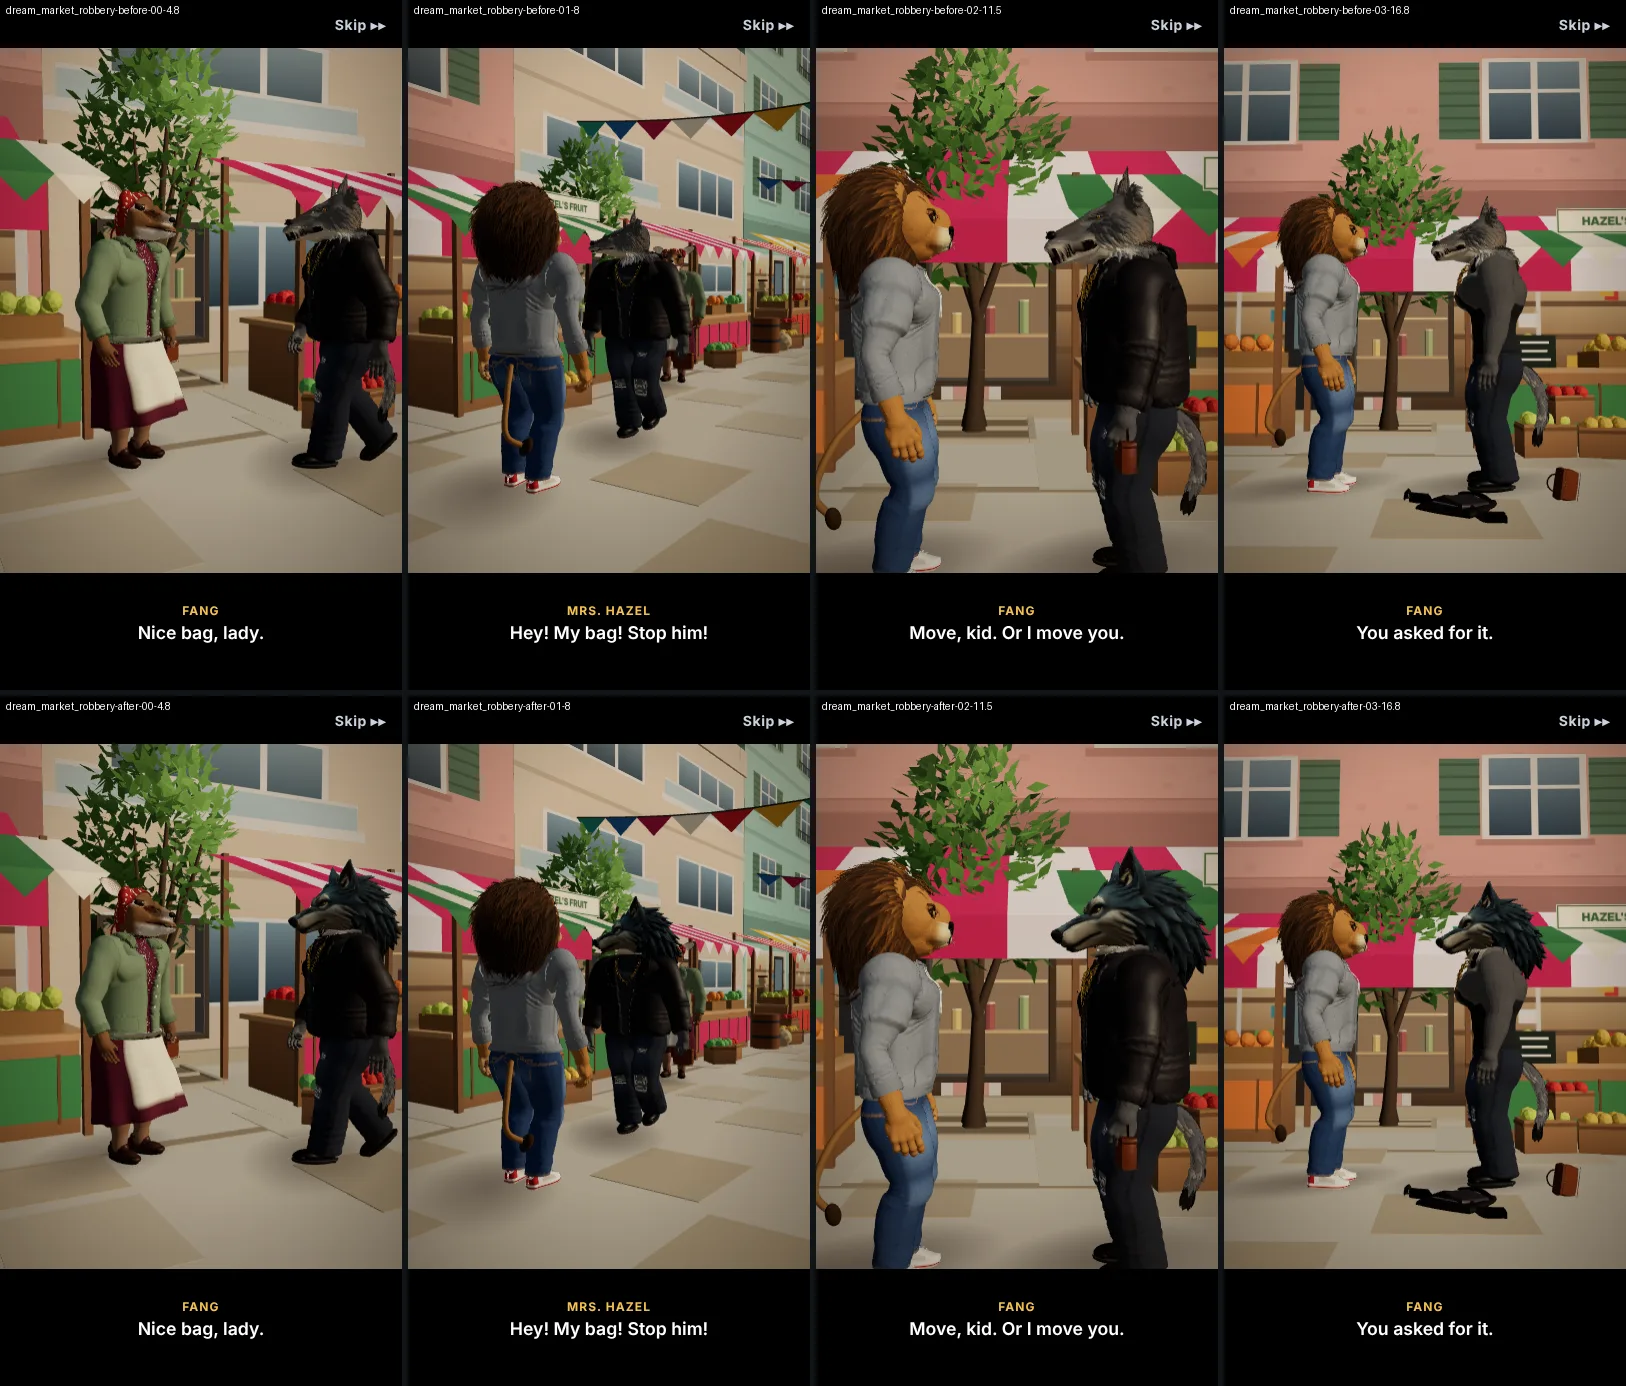 dream_market_robbery-before-00-4.8
Skip
dream_market_robbery-before-01-8
Skip
dream_market_robbery-before-02-11.5
Skip
dream_market_robbery-before-03-16.8
Skip
EL'S FRUIT
HAZEL'S
FANG
Nice bag, lady.
MRS. HAZEL
Hey! My bag! Stop him!
FANG
Move, kid. Or I move you.
FANG
You asked for it.
dream_market_robbery-after-00-4.8
Skip
dream_market_robbery-after-01-8
Skip
dream_market_robbery-after-02-11.5
Skip
dream_market_robbery-after-03-16.8
Skip
EL'S FRUIT
HAZEL'S
FANG
Nice bag, lady.
MRS. HAZEL
Hey! My bag! Stop him!
FANG
Move, kid. Or I move you.
FANG
You asked for it.